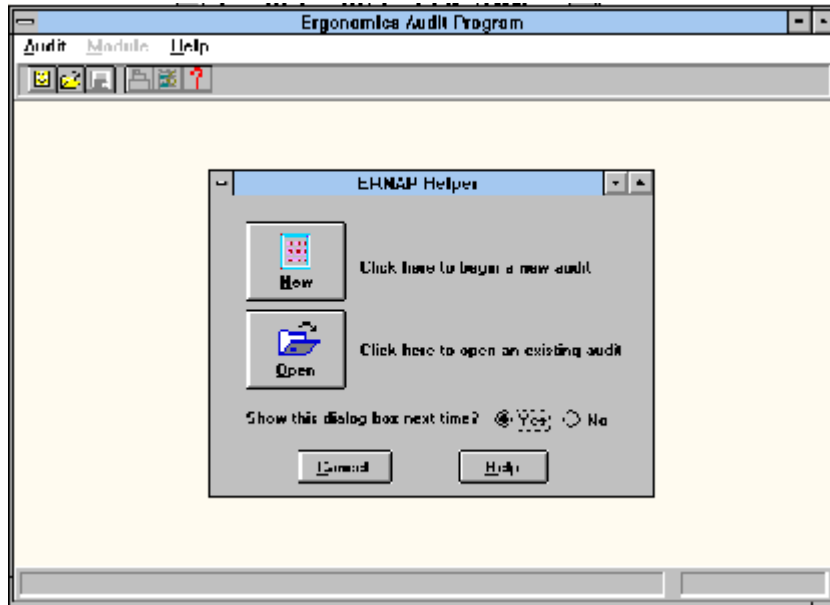 Ergonomics Audit Program
Audit Module Help
ERNAP Helper
New
Click here to begin a new audit
Open
Click here to open an existing audit
Show this dialog box next time? Yes No
Cancel Help